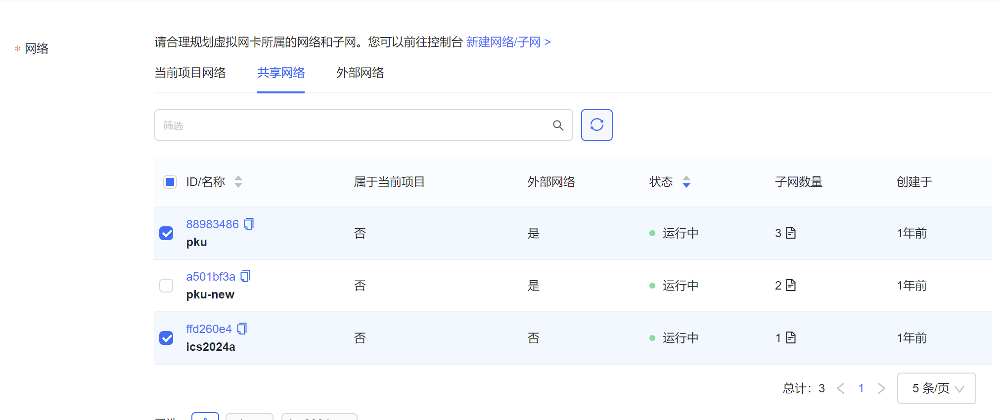 * 网络
请合理规划虚拟网卡所属的网络和子网。您可以前往控制台 新建网络/子网 >
当前项目网络 共享网络 外部网络
筛选
ID/名称 属于当前项目 外部网络 状态 子网数量 创建于
88983486
pku
否 是 运行中 3 1年前
a501bf3a
pku-new
否 是 运行中 2 1年前
ffd260e4
ics2024a
否 否 运行中 1 1年前
总计：3 < 1 > 5 条/页